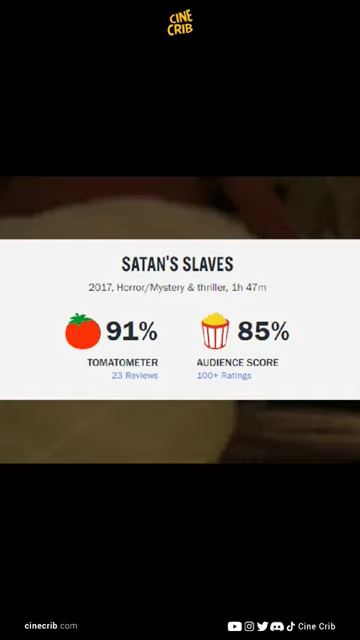 CINE
CRIB
SATAN'S SLAVES
2017, Horror/Mystery & thriller, 1h 47m
91% 85%
TOMATOMETER AUDIENCE SCORE
23 Reviews 100+ Ratings
cinecrib.com Cine Crib